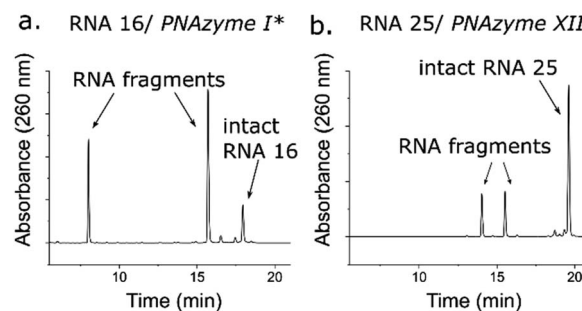 a. RNA 16/ PNAzyme I*
Absorbance (260 nm)
RNA fragments
intact
RNA 16
10
15
20
Time (min)
b. RNA 25/ PNAzyme XII
Absorbance (260 nm)
intact RNA 25
RNA fragments
10
15
20
Time (min)